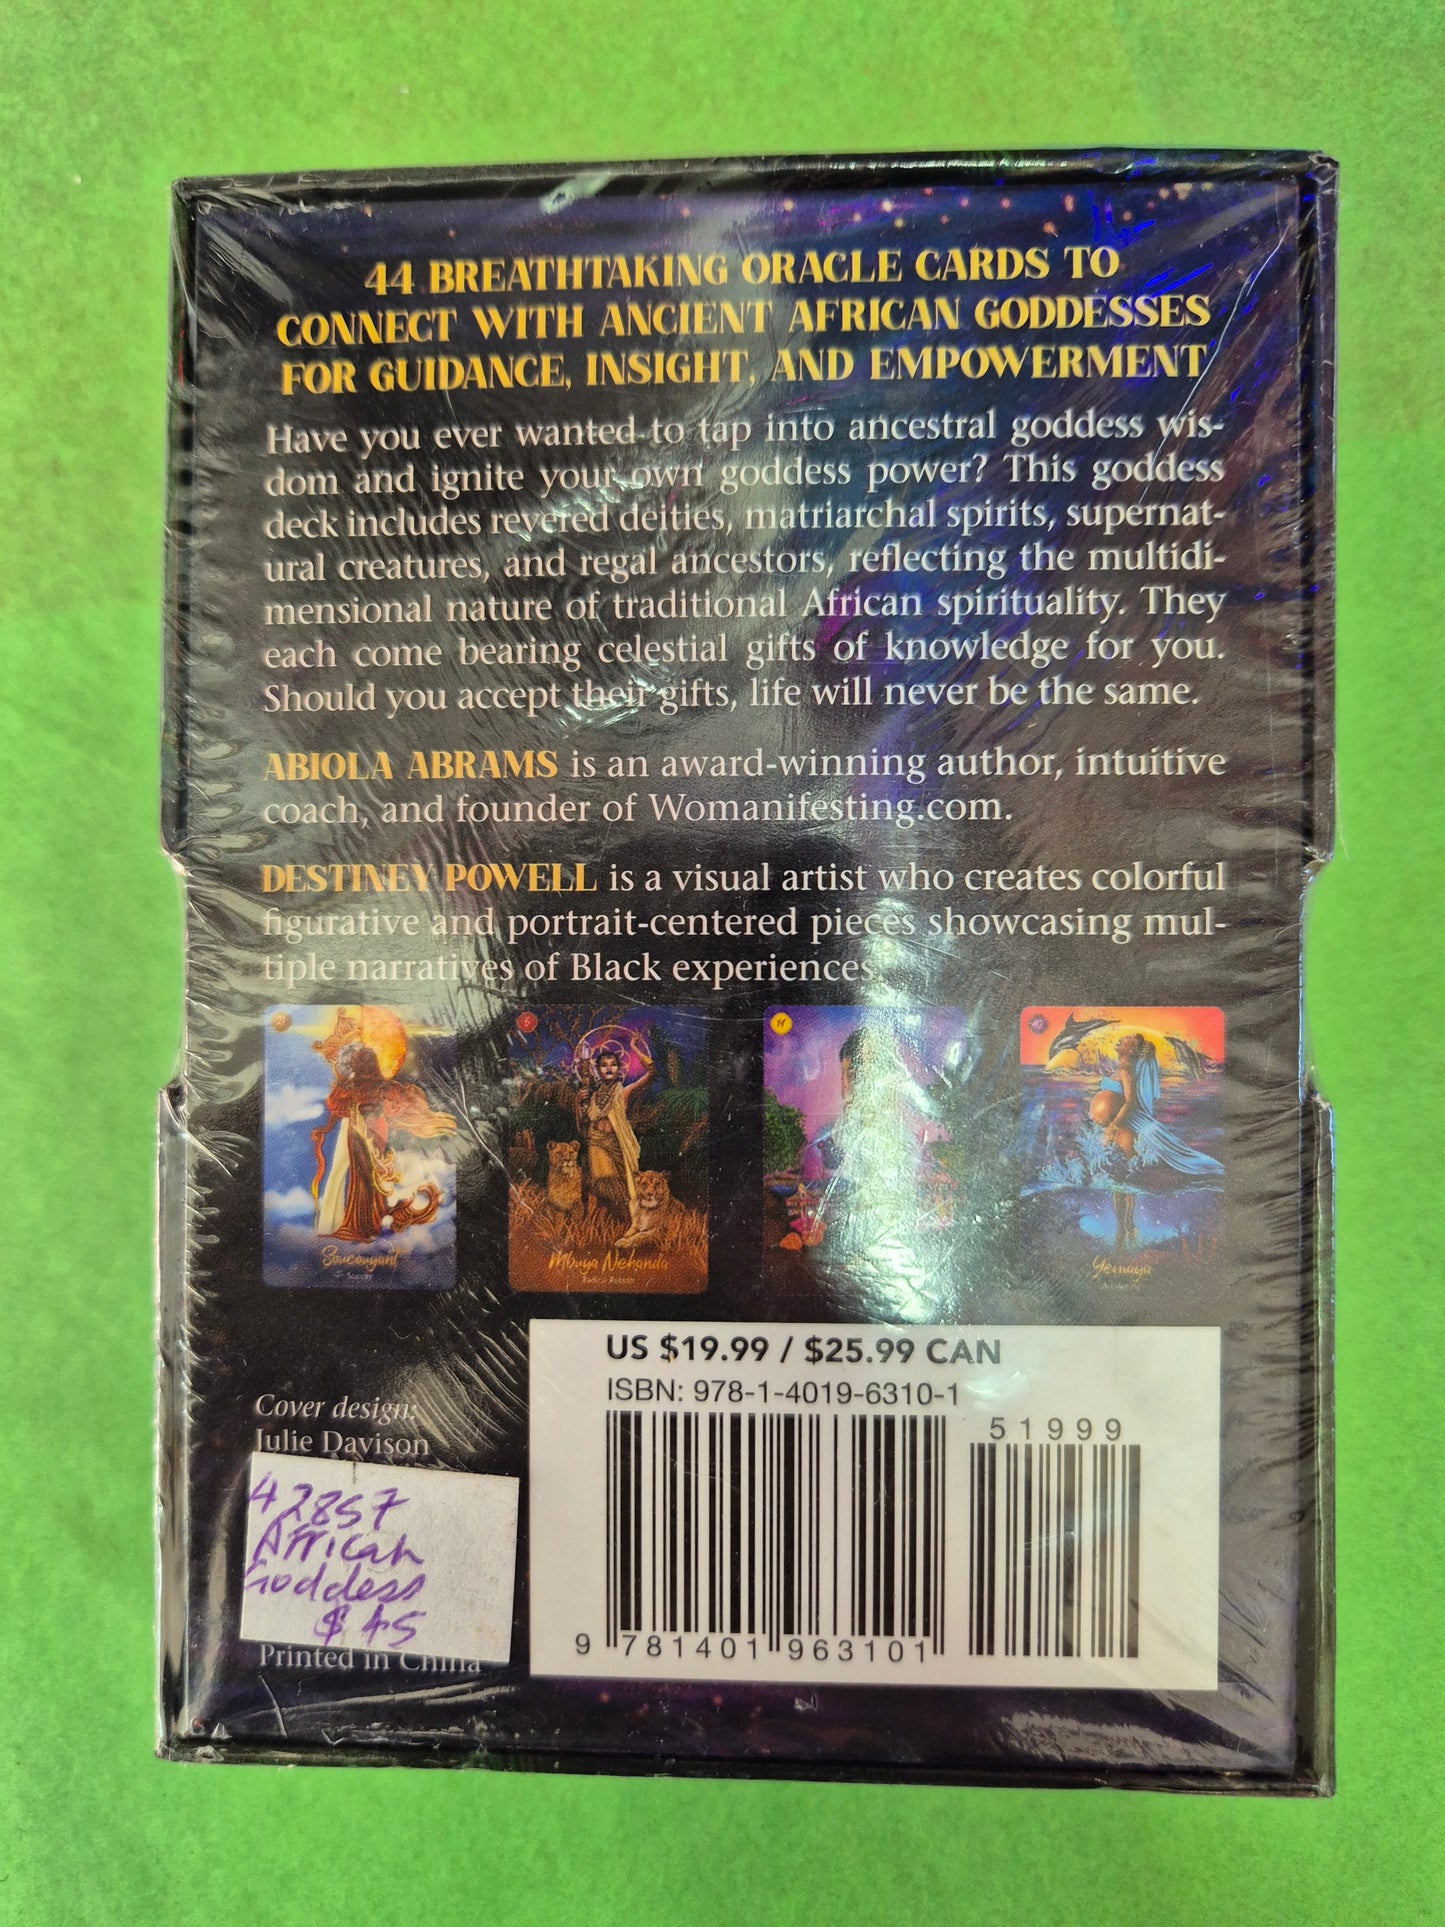 44 BREATHTAKING ORACLE CARDS TO
CONNECT WITH ANCIENT AFRICAN GODDESSES
FOR GUIDANCE, INSIGHT, AND EMPOWERMENT
Have you ever wanted to tap into ancestral goddess wis-
dom and ignite your own goddess power? This goddess
deck includes revered deities, matriarchal spirits, supernat-
ural creatures, and regal ancestors, reflecting the multidi-
mensional nature of traditional African spirituality. They
each come bearing celestial gifts of knowledge for you.
Should you accept their gifts, life will never be the same.
ABIOLA ABRAMS is an award-winning author, intuitive
coach, and founder of Womanifesting.com.
DESTINEY POWELL is a visual artist who creates colorful
figurative and portrait-centered pieces showcasing mul-
tiple narratives of Black experiences.
Soucouyant
Mbuya Nehanda
Yemaya
US $19.99 / $25.99 CAN
ISBN: 978-1-4019-6310-1
51999
9 781401 963101
Cover design:
Julie Davison
42857
African
Goddess
$45
Printed in China